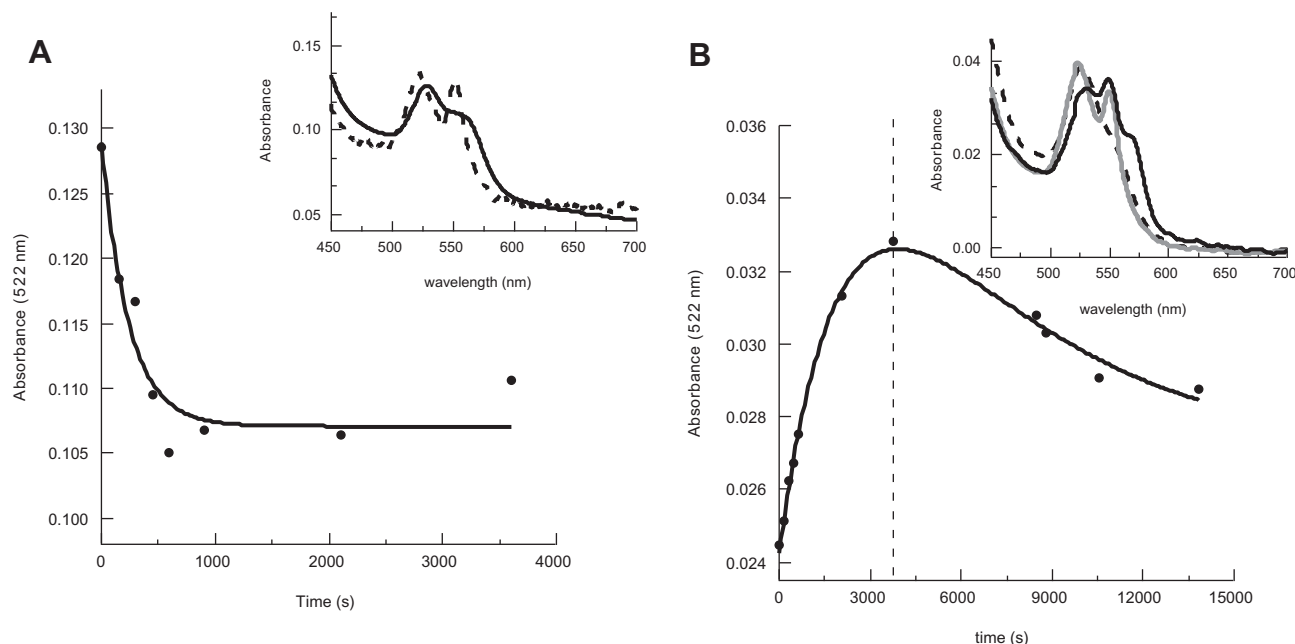 A
Absorbance (522 nm)
0.130
0.125
0.120
0.115
0.110
0.105
0.100
0 1000 2000 3000 4000
Time (s)
Absorbance
0.15
0.10
0.05
450 500 550 600 650 700
wavelength (nm)
B
Absorbance (522 nm)
0.036
0.034
0.032
0.030
0.028
0.026
0.024
0 3000 6000 9000 12000 15000
time (s)
Absorbance
0.04
0.02
0.00
450 500 550 600 650 700
wavelength (nm)